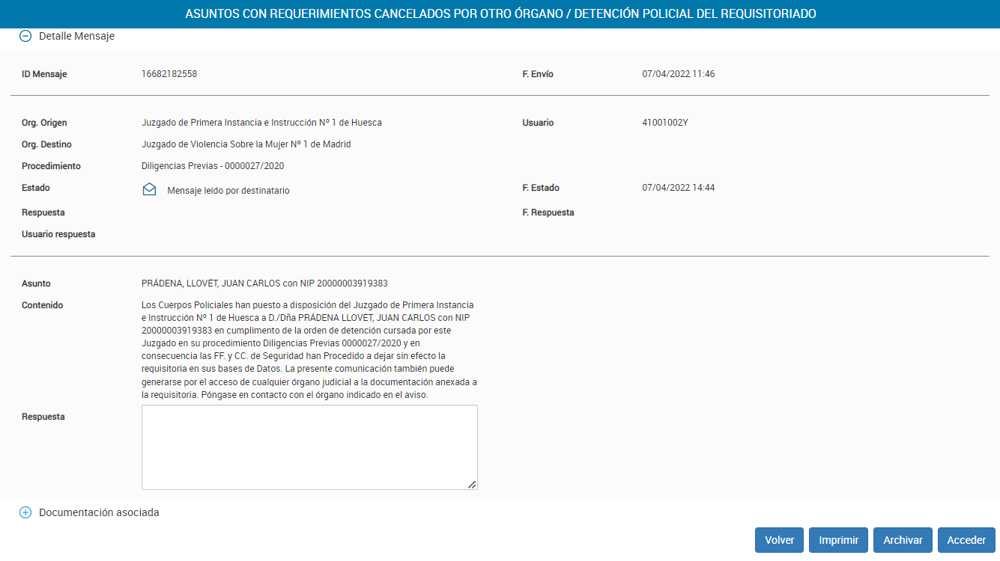 ASUNTOS CON REQUERIMIENTOS CANCELADOS POR OTRO ÓRGANO / DETENCIÓN POLICIAL DEL REQUISITORIADO
Detalle Mensaje
ID Mensaje 16682182558 F. Envío 07/04/2022 11:46
Org. Origen Juzgado de Primera Instancia e Instrucción Nº 1 de Huesca Usuario 41001002Y
Org. Destino Juzgado de Violencia Sobre la Mujer Nº 1 de Madrid
Procedimiento Diligencias Previas - 0000027/2020
Estado Mensaje leído por destinatario F. Estado 07/04/2022 14:44
Respuesta F. Respuesta
Usuario respuesta
Asunto PRÁDENA, LLOVÉT, JUAN CARLOS con NIP 20000003919383
Contenido Los Cuerpos Policiales han puesto a disposición del Juzgado de Primera Instancia
e Instrucción Nº 1 de Huesca a D./Dña PRÁDENA LLOVÉT, JUAN CARLOS con NIP
20000003919383 en cumplimento de la orden de detención cursada por este
Juzgado en su procedimiento Diligencias Previas 0000027/2020 y en
consecuencia las FF. y CC. de Seguridad han Procedido a dejar sin efecto la
requisitoria en sus bases de Datos. La presente comunicación también puede
generarse por el acceso de cualquier órgano judicial a la documentación anexada a
la requisitoria. Póngase en contacto con el órgano indicado en el aviso.
Respuesta
Documentación asociada
Volver Imprimir Archivar Acceder